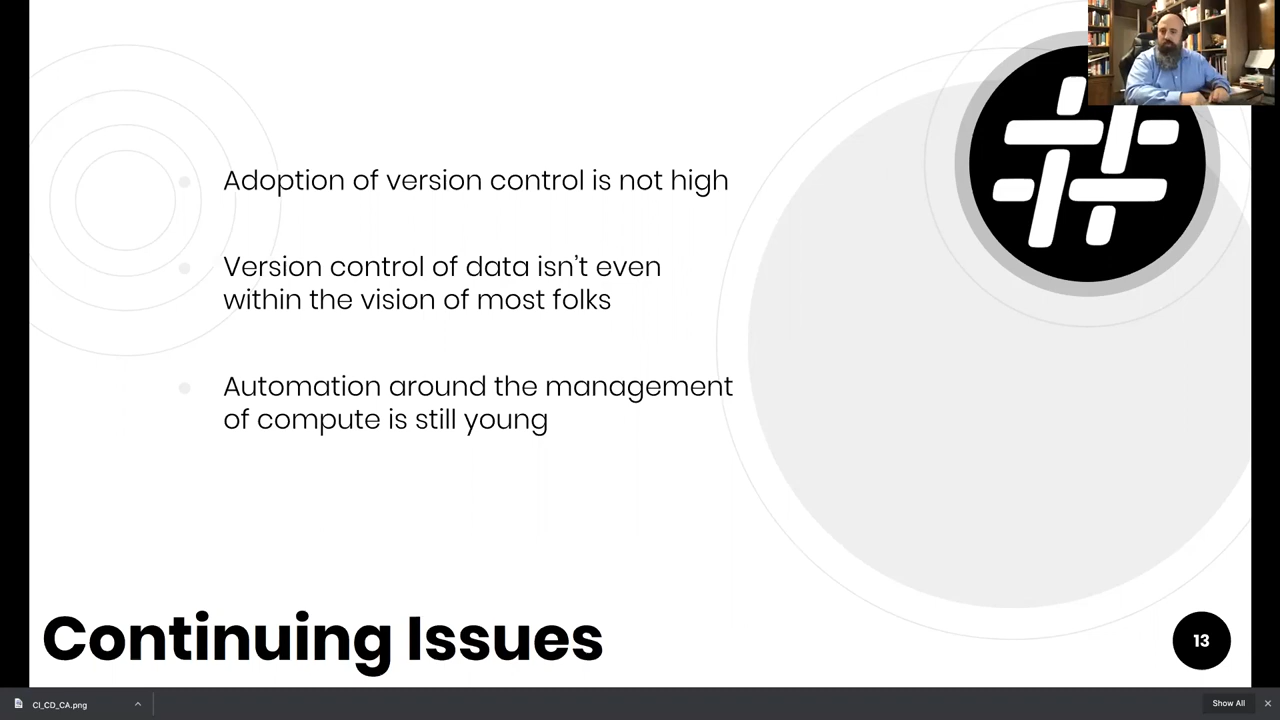 Adoption of version control is not high
Version control of data isn't even
within the vision of most folks
Automation around the management
of compute is still young
Continuing Issues
13
CI_CD_CA.png
Show All